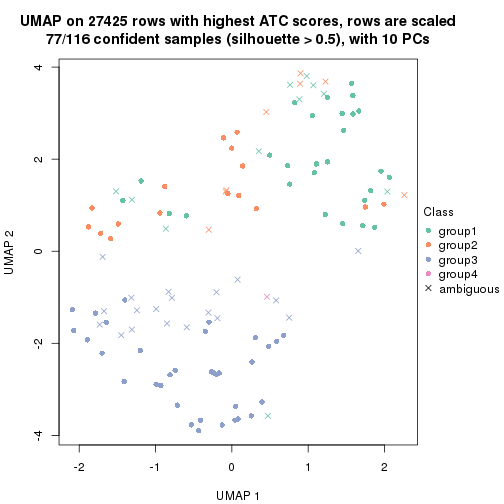 UMAP on 27425 rows with highest ATC scores, rows are scaled
77/116 confident samples (silhouette > 0.5), with 10 PCs
4
2
0
-2
-4
UMAP 2
-2
-1
0
1
2
UMAP 1
Class
group1
group2
group3
group4
ambiguous